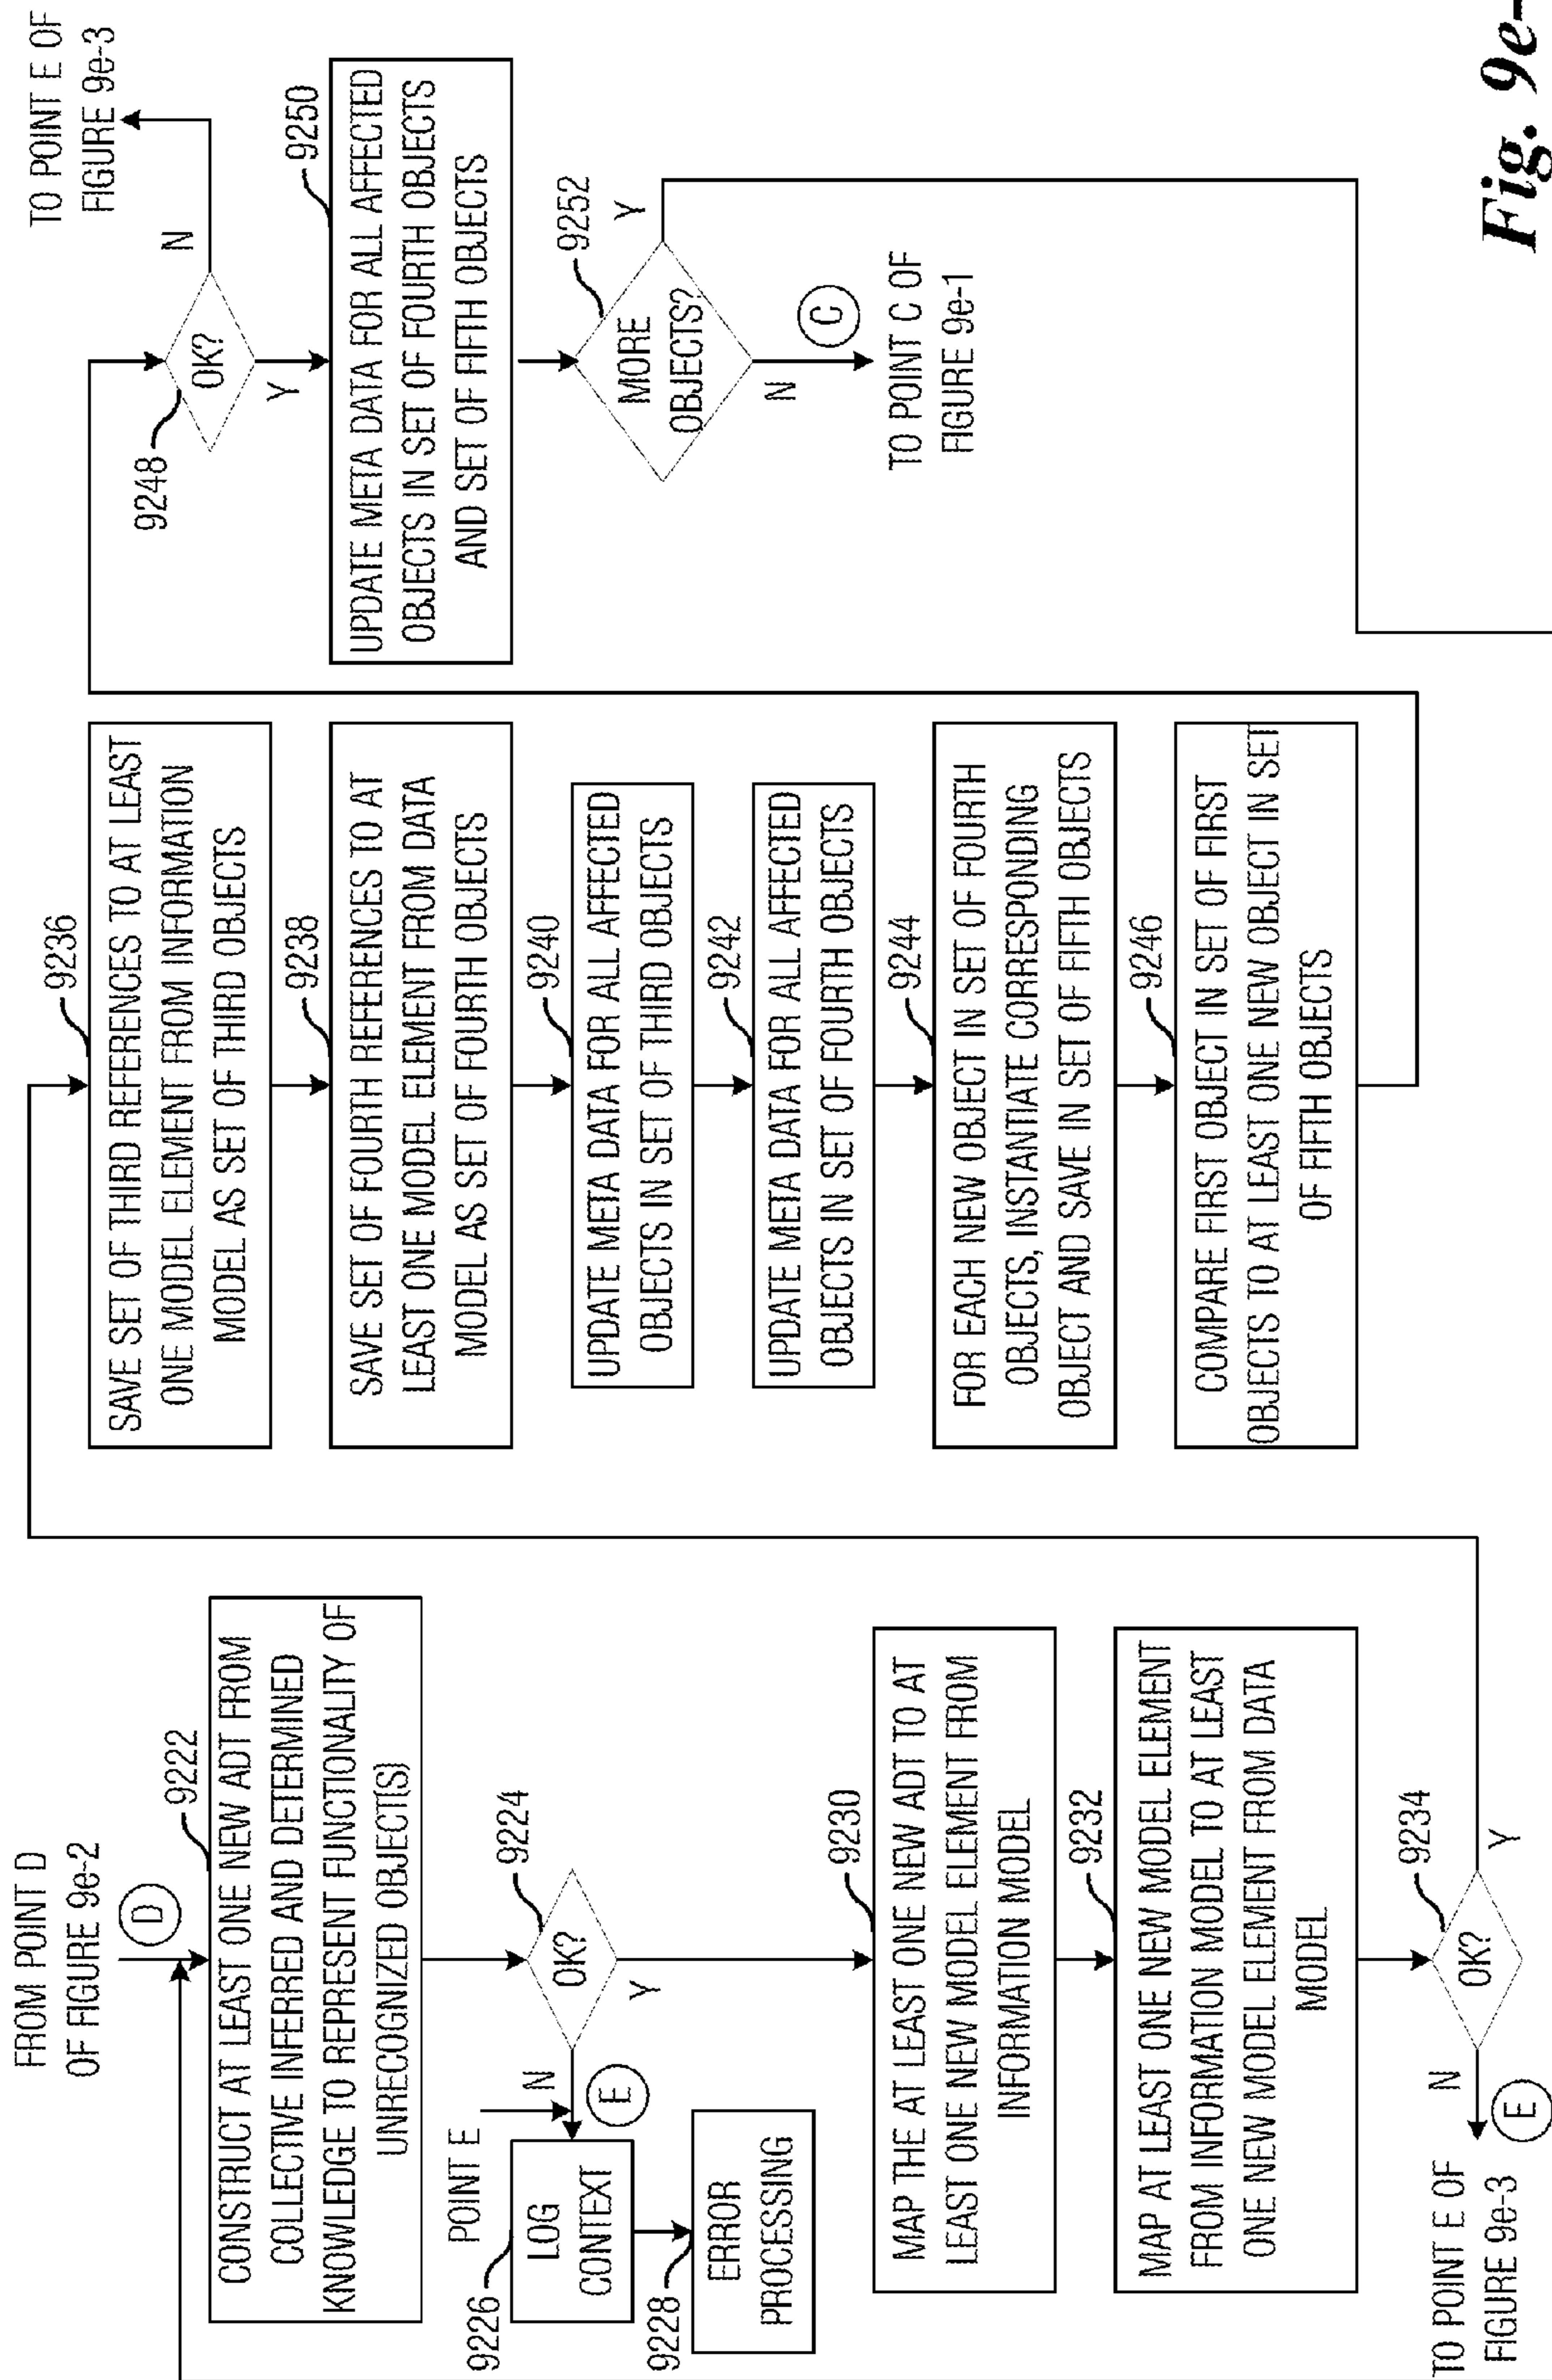 FROM POINT D
OF FIGURE 9e-2
D
9222
CONSTRUCT AT LEAST ONE NEW ADT FROM
COLLECTIVE INFERRED AND DETERMINED
KNOWLEDGE TO REPRESENT FUNCTIONALITY OF
UNRECOGNIZED OBJECT(S)
9224
OK?
N
Y
POINT E
E
9226
LOG
CONTEXT
9228
ERROR
PROCESSING
9230
MAP THE AT LEAST ONE NEW ADT TO AT
LEAST ONE NEW MODEL ELEMENT FROM
INFORMATION MODEL
9232
MAP AT LEAST ONE NEW MODEL ELEMENT
FROM INFORMATION MODEL TO AT LEAST
ONE NEW MODEL ELEMENT FROM DATA
MODEL
9234
OK?
N
Y
E
TO POINT E OF
FIGURE 9e-3
9236
SAVE SET OF THIRD REFERENCES TO AT LEAST
ONE MODEL ELEMENT FROM INFORMATION
MODEL AS SET OF THIRD OBJECTS
9238
SAVE SET OF FOURTH REFERENCES TO AT
LEAST ONE MODEL ELEMENT FROM DATA
MODEL AS SET OF FOURTH OBJECTS
9240
UPDATE META DATA FOR ALL AFFECTED
OBJECTS IN SET OF THIRD OBJECTS
9242
UPDATE META DATA FOR ALL AFFECTED
OBJECTS IN SET OF FOURTH OBJECTS
9244
FOR EACH NEW OBJECT IN SET OF FOURTH
OBJECTS, INSTANTIATE CORRESPONDING
OBJECT AND SAVE IN SET OF FIFTH OBJECTS
9246
COMPARE FIRST OBJECT IN SET OF FIRST
OBJECTS TO AT LEAST ONE NEW OBJECT IN SET
OF FIFTH OBJECTS
TO POINT E OF
FIGURE 9e-3
9248
OK?
N
Y
9250
UPDATE META DATA FOR ALL AFFECTED
OBJECTS IN SET OF FOURTH OBJECTS
AND SET OF FIFTH OBJECTS
9252
MORE
OBJECTS?
Y
N
C
TO POINT C OF
FIGURE 9e-1
Fig. 9e-